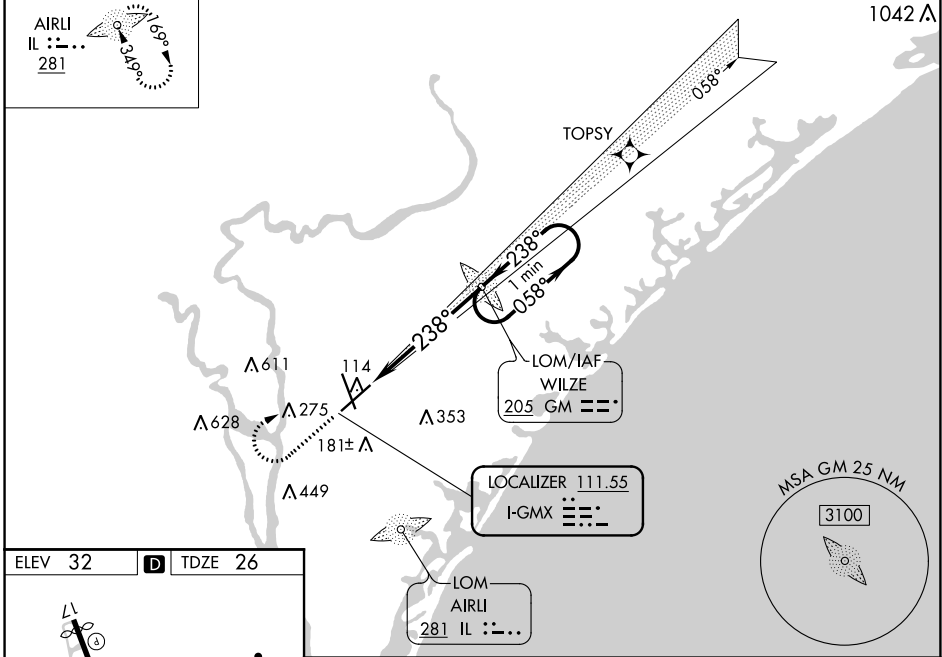 AIRLI
IL
281
169°
349°
1042
058°
TOPSY
238°
1 min
058°
238°
LOM/IAF
WILZE
205 GM
611
114
275
353
628
181±
449
LOCALIZER 111.55
I-GMX
MSA GM 25 NM
3100
LOM
AIRLI
281 IL
ELEV 32 D TDZE 26
17
P